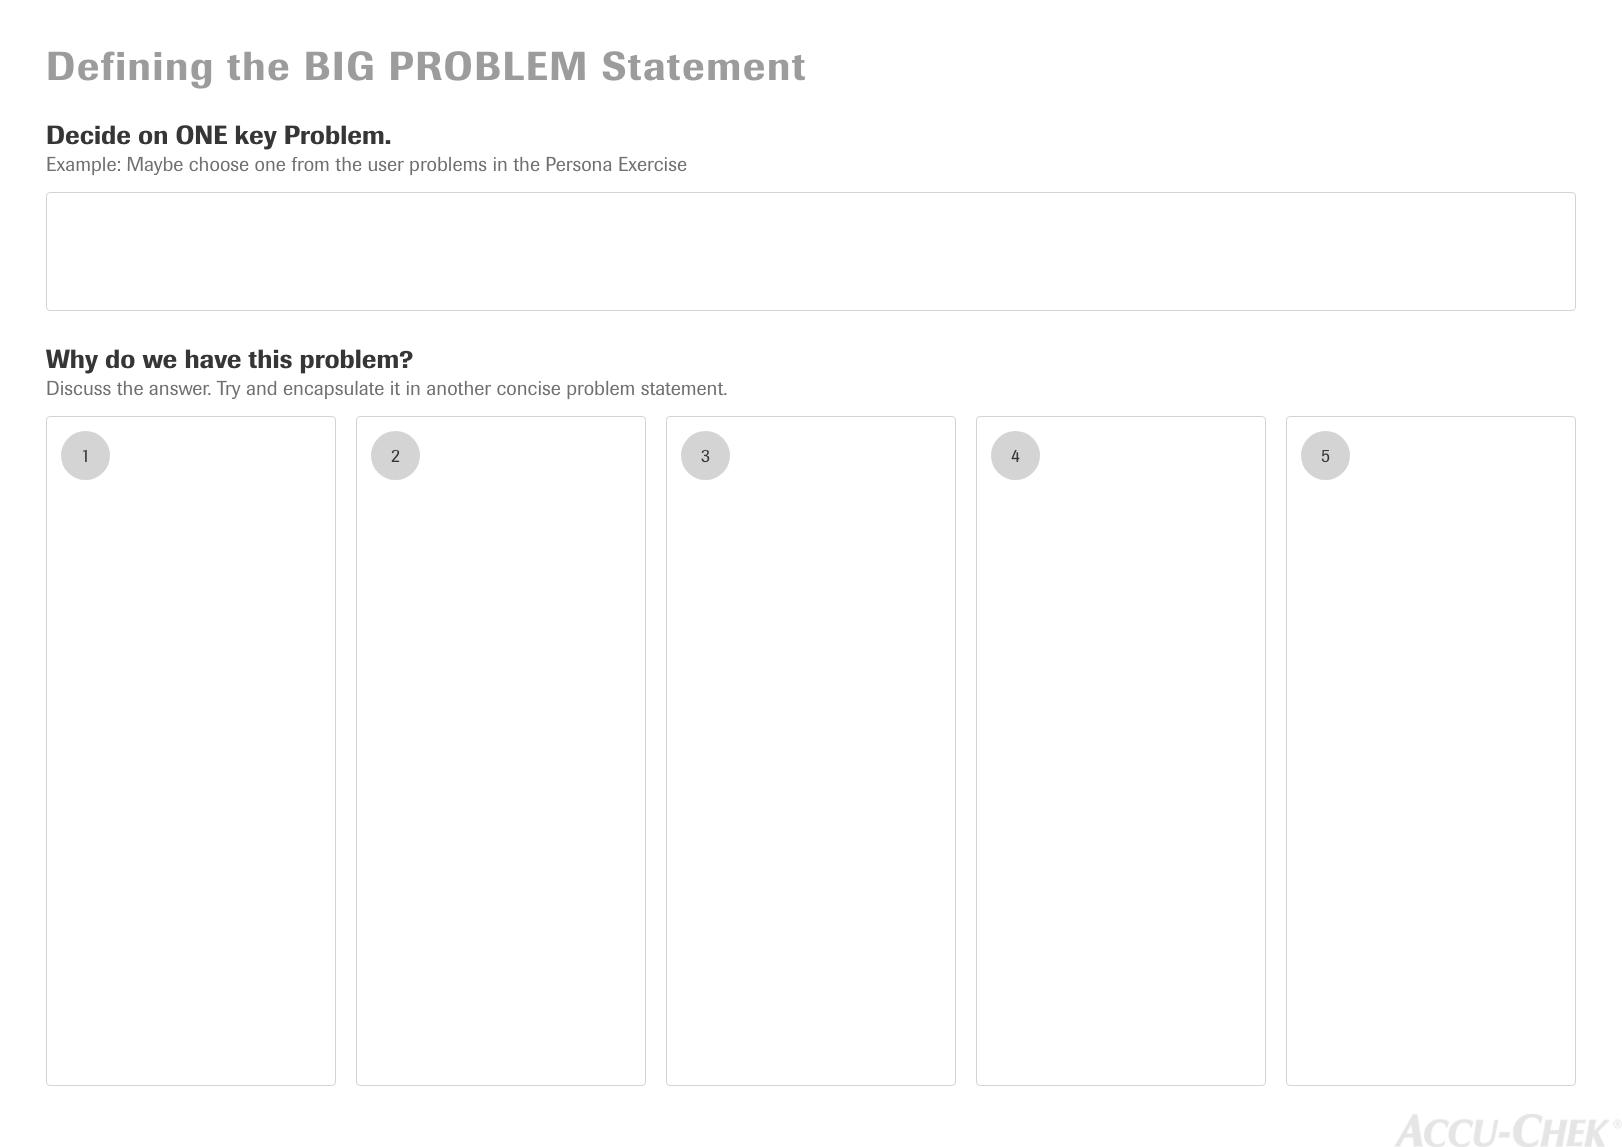 Defining the BIG PROBLEM Statement
Decide on ONE key Problem.
Example: Maybe choose one from the user problems in the Persona Exercise
Why do we have this problem?
Discuss the answer. Try and encapsulate it in another concise problem statement.
1 2 3 4 5
ACCU-CHEK®